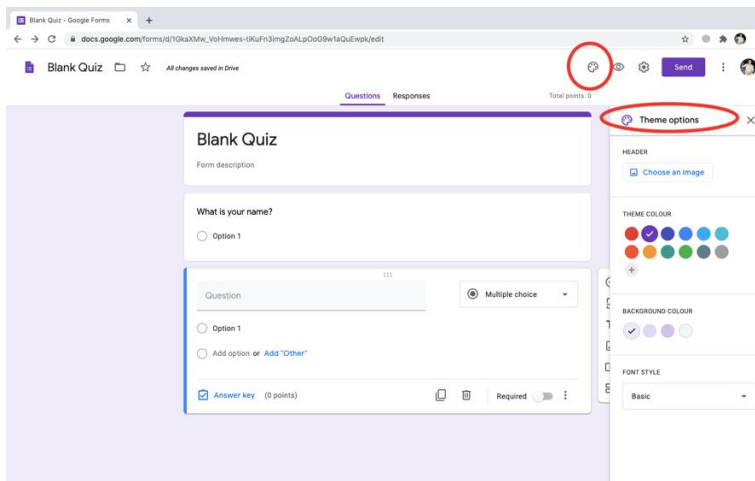 Blank Quiz - Google Forms
docs.google.com/forms/d/1GkaXMw_VoHmwes-tIKuFn3imgZoALpOoG9w1aQuEwpk/edit
Blank Quiz
All changes saved in Drive
Send
Questions Responses
Total points: 0
Theme options
Blank Quiz
Form description
HEADER
Choose an image
What is your name?
Option 1
THEME COLOUR
Question
Multiple choice
Option 1
Add option or Add "Other"
BACKGROUND COLOUR
FONT STYLE
Basic
Answer key (0 points)
Required